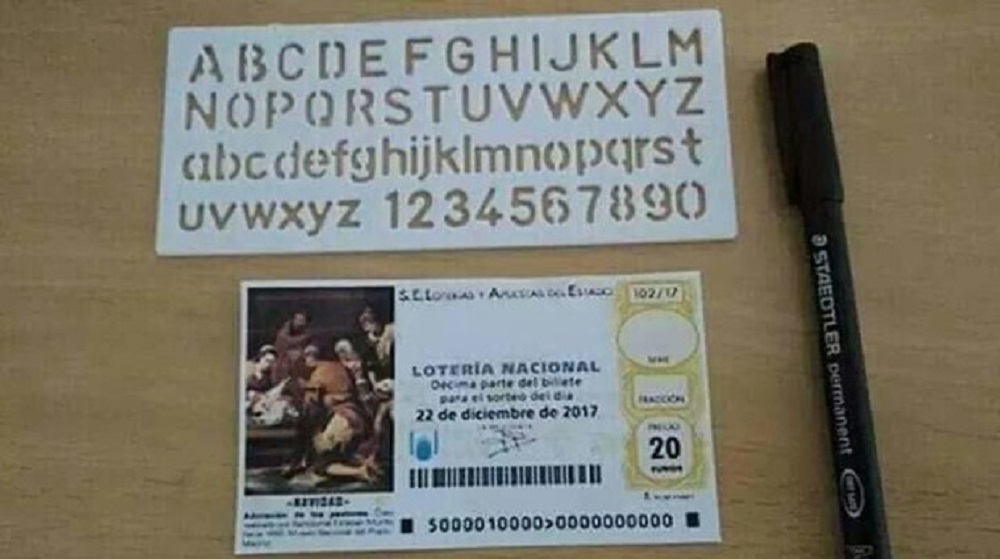 ABCDEFGHIJKLM
NOPQRSTUVWXYZ
abcdefghijklmnopqrst
uvwxyz 1234567890
S.E. LOTERIAS Y APUESTAS DEL ESTADO
102/17
LOTERÍA NACIONAL
Décima parte del billete
para el sorteo del día
22 de diciembre de 2017
SERIE
FRACCIÓN
PRECIO
20
EUROS
-NAVIDAD-
Adoración de los pastores.
5000010000>0000000000
STAEDTLER permanent